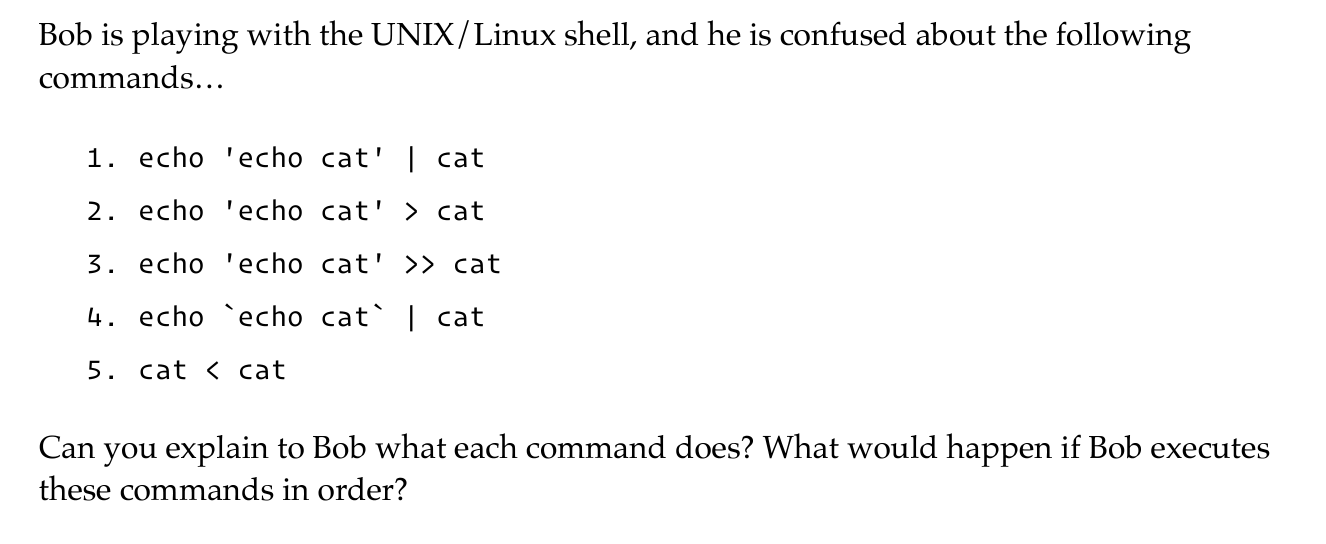 Bob is playing with the UNIX/Linux shell, and he is confused about the following
commands…
1. echo 'echo cat' | cat
2. echo 'echo cat' > cat
3. echo 'echo cat' >> cat
4. echo `echo cat` | cat
5. cat < cat
Can you explain to Bob what each command does? What would happen if Bob executes
these commands in order?